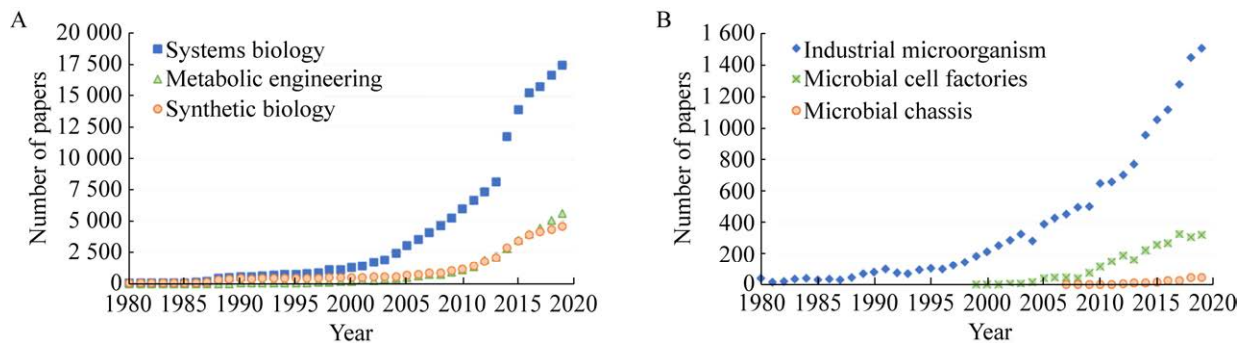 A
Number of papers
20 000
17 500
15 000
12 500
10 000
7 500
5 000
2 500
0
Systems biology
Metabolic engineering
Synthetic biology
1980 1985 1990 1995 2000 2005 2010 2015 2020
Year
B
Number of papers
1 600
1 400
1 200
1 000
800
600
400
200
0
Industrial microorganism
Microbial cell factories
Microbial chassis
1980 1985 1990 1995 2000 2005 2010 2015 2020
Year